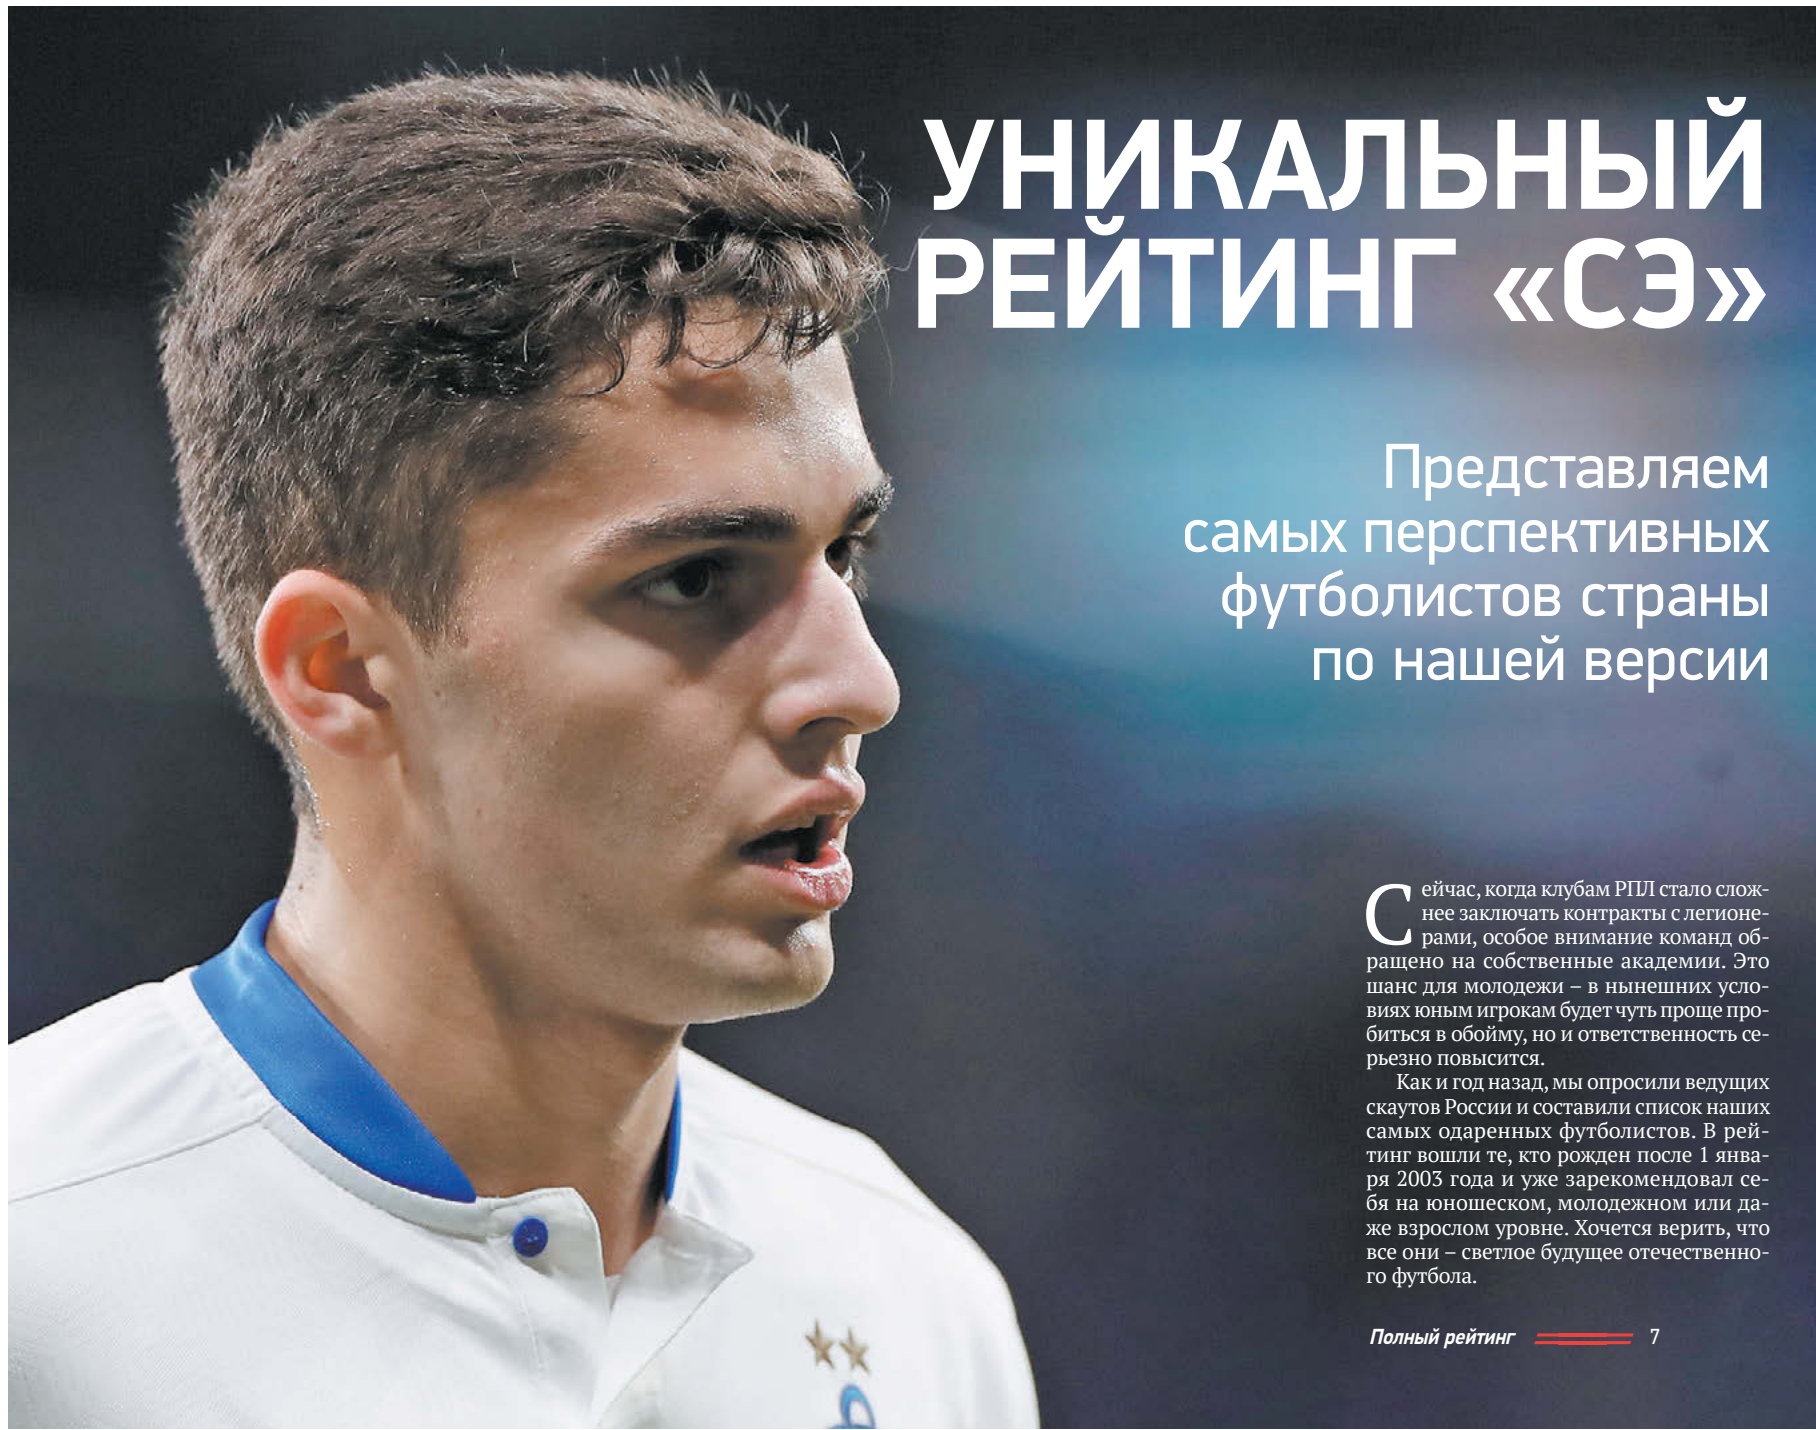 УНИКАЛЬНЫЙ
РЕЙТИНГ «СЭ»
Представляем
самых перспективных
футболистов страны
по нашей версии
Сейчас, когда клубам РПЛ стало слож-
нее заключать контракты с легионе-
рами, особое внимание команд об-
ращено на собственные академии. Это
шанс для молодежи – в нынешних усло-
виях юным игрокам будет чуть проще про-
биться в обойму, но и ответственность се-
рьезно повысится.
Как и год назад, мы опросили ведущих
скаутов России и составили список наших
самых одаренных футболистов. В рей-
тинг вошли те, кто рожден после 1 янва-
ря 2003 года и уже зарекомендовал се-
бя на юношеском, молодежном или да-
же взрослом уровне. Хочется верить, что
все они – светлое будущее отечественно-
го футбола.
Полный рейтинг 7